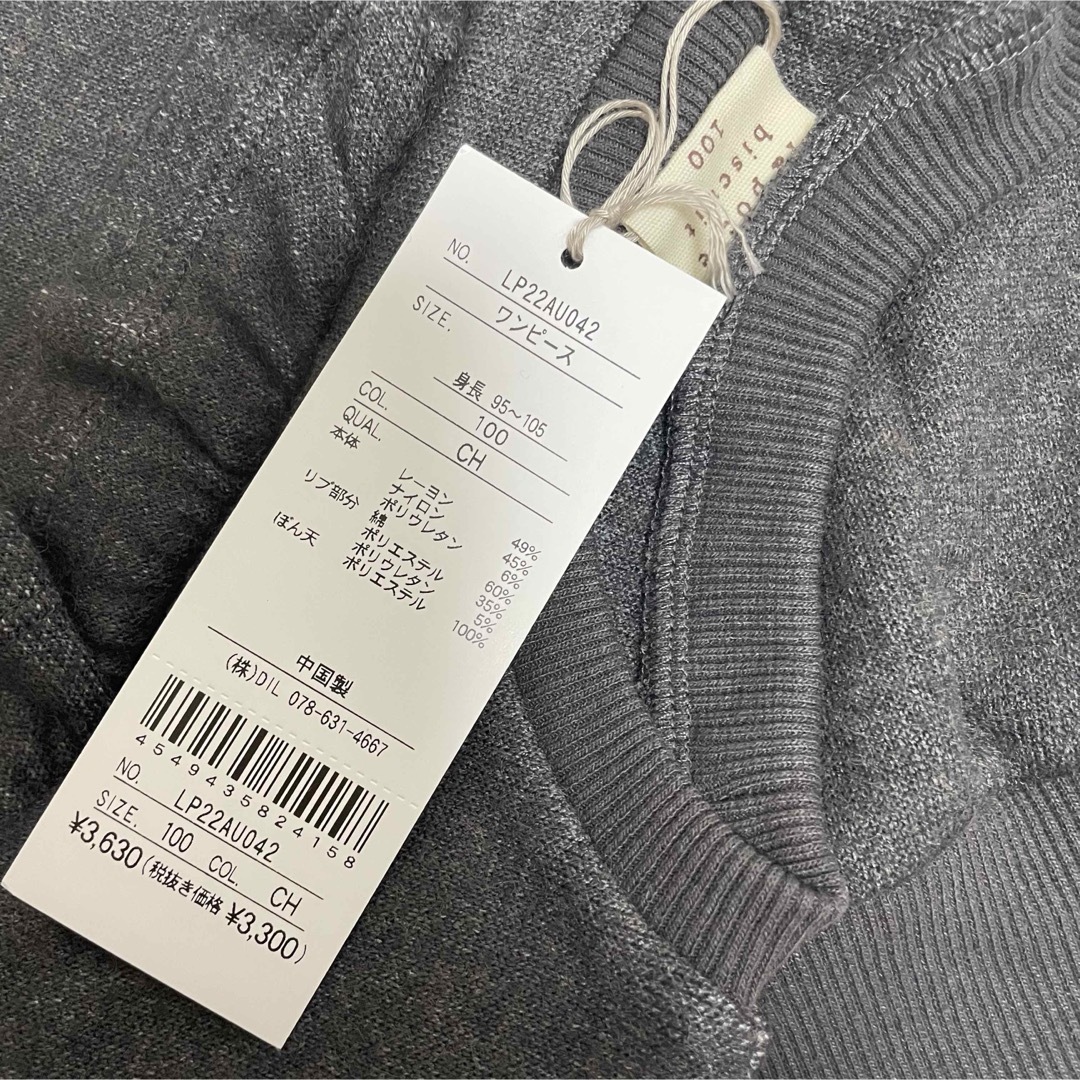 la po
biscuit
100
NO. LP22AU042
ワンピース
SIZE.
身長 95~105
100
COL. CH
QUAL.
本体 レーヨン 49%
ナイロン 45%
ポリウレタン 6%
リブ部分 綿 60%
ポリエステル 35%
ポリウレタン 5%
ぼん天 ポリエステル 100%
中国製
(株)DIL 078-631-4667
4549435824158
NO. LP22AU042
SIZE. 100 COL. CH
¥3,630(税抜き価格 ¥3,300)